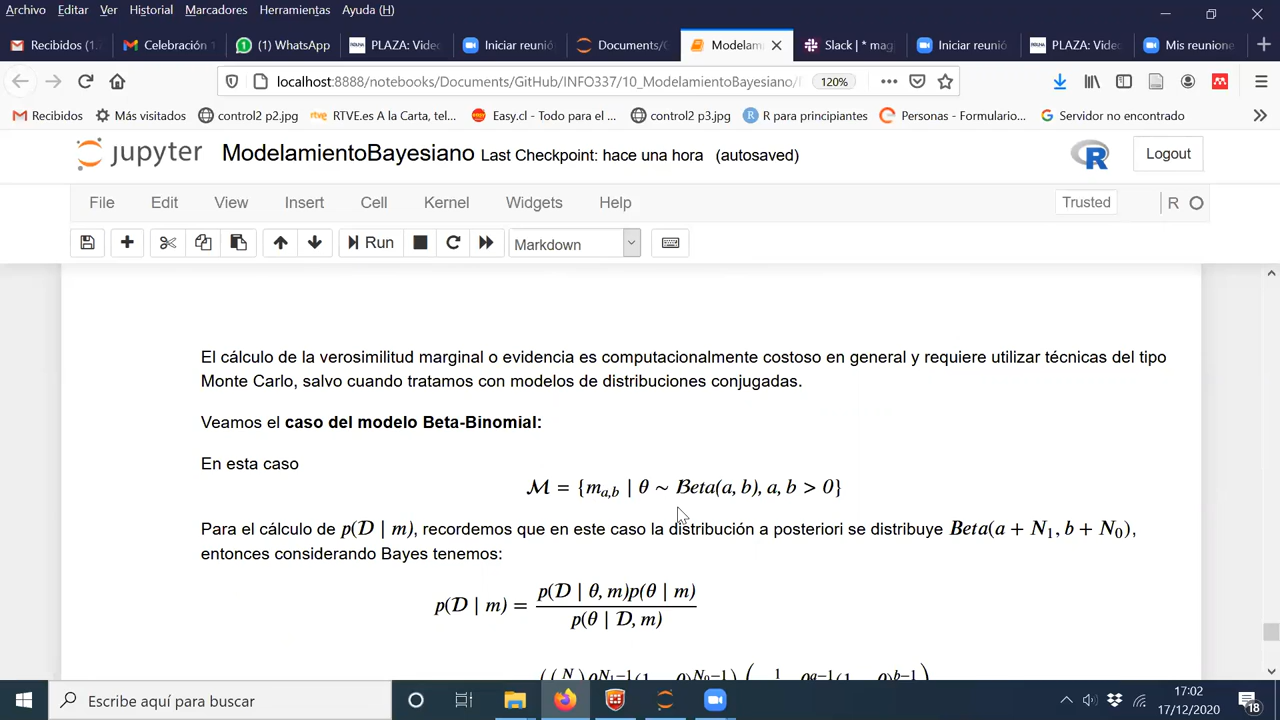 Archivo Editar Ver Historial Marcadores Herramientas Ayuda (H)
Recibidos (1. Celebración 1 (1) WhatsApp PLAZA: Video Iniciar reunió Documents/G Modelam Slack | * mag Iniciar reunió PLAZA: Video Mis reunione
localhost:8888/notebooks/Documents/GitHub/INFO337/10_ModelamientoBayesiano/ 120%
Recibidos Más visitados control2 p2.jpg RTVE.es A la Carta, tel... Easy.cl - Todo para el ... control2 p3.jpg R para principiantes Personas - Formulario... Servidor no encontrado
jupyter ModelamientoBayesiano Last Checkpoint: hace una hora (autosaved) R Logout
File Edit View Insert Cell Kernel Widgets Help Trusted R
Run Markdown
El cálculo de la verosimilitud marginal o evidencia es computacionalmente costoso en general y requiere utilizar técnicas del tipo
Monte Carlo, salvo cuando tratamos con modelos de distribuciones conjugadas.
Veamos el caso del modelo Beta-Binomial:
En esta caso
ℳ = {m_{a,b} | θ ∼ Beta(a, b), a, b > 0}
Para el cálculo de p(𝒟 | m), recordemos que en este caso la distribución a posteriori se distribuye Beta(a + N₁, b + N₀),
entonces considerando Bayes tenemos:
p(𝒟 | m) = p(𝒟 | θ, m)p(θ | m) / p(θ | 𝒟, m)
Escribe aquí para buscar
17:02
17/12/2020
18